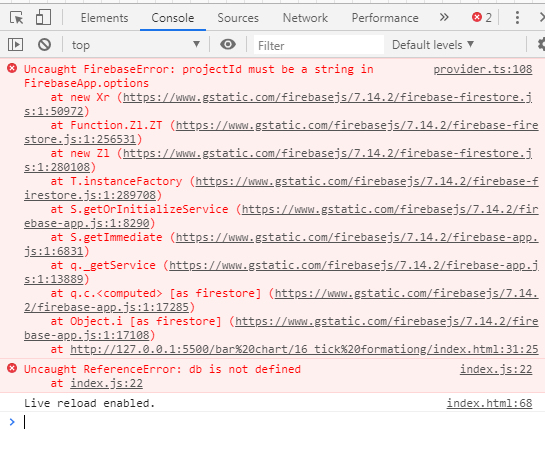 Elements Console Sources Network Performance » 2
top Filter Default levels
Uncaught FirebaseError: projectId must be a string in provider.ts:108
FirebaseApp.options
at new Xr (https://www.gstatic.com/firebasejs/7.14.2/firebase-firestore.j
s:1:50972)
at Function.Zl.ZT (https://www.gstatic.com/firebasejs/7.14.2/firebase-fire
store.js:1:256531)
at new Zl (https://www.gstatic.com/firebasejs/7.14.2/firebase-firestore.j
s:1:280108)
at T.instanceFactory (https://www.gstatic.com/firebasejs/7.14.2/firebase-f
irestore.js:1:289708)
at S.getOrInitializeService (https://www.gstatic.com/firebasejs/7.14.2/fir
ebase-app.js:1:8290)
at S.getImmediate (https://www.gstatic.com/firebasejs/7.14.2/firebase-app.
js:1:6831)
at q._getService (https://www.gstatic.com/firebasejs/7.14.2/firebase-app.j
s:1:13889)
at q.c.<computed> [as firestore] (https://www.gstatic.com/firebasejs/7.14.
2/firebase-app.js:1:17285)
at Object.i [as firestore] (https://www.gstatic.com/firebasejs/7.14.2/fire
base-app.js:1:17108)
at http://127.0.0.1:5500/bar%20chart/16_tick%20formationg/index.html:31:25
Uncaught ReferenceError: db is not defined index.js:22
at index.js:22
Live reload enabled. index.html:68